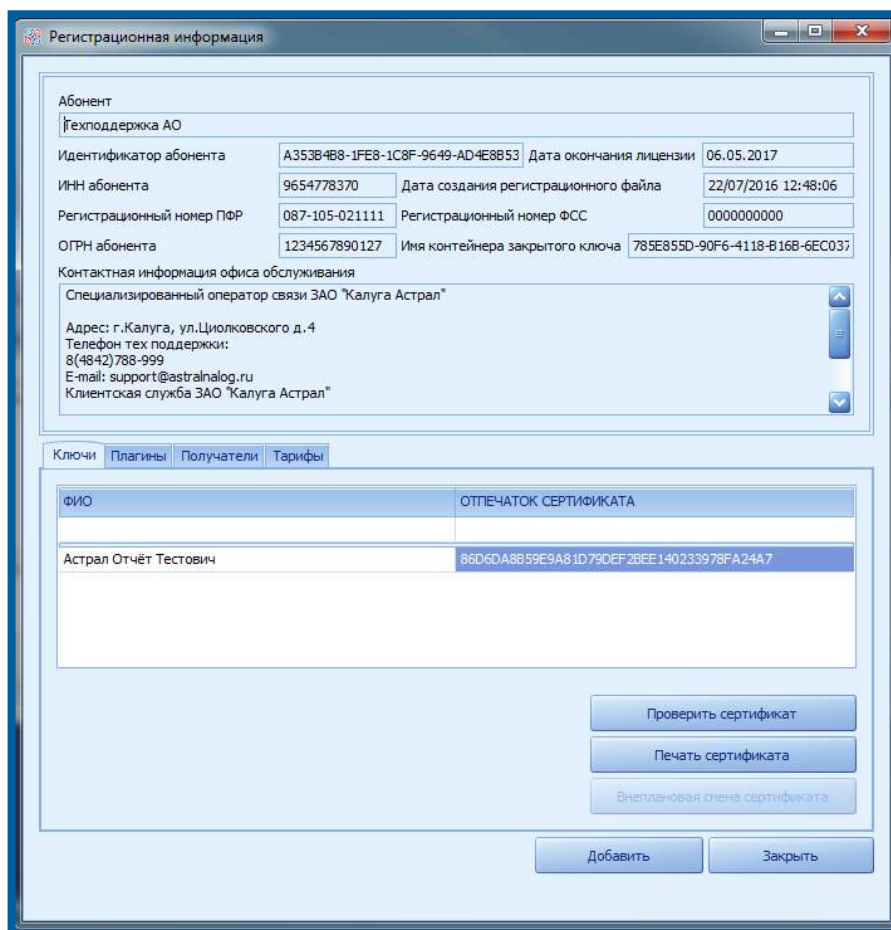 Регистрационная информация
Абонент
Техподдержка АО
Идентификатор абонента A353B4B8-1FE8-1C8F-9649-AD4E8B53 Дата окончания лицензии 06.05.2017
ИНН абонента 9654778370 Дата создания регистрационного файла 22/07/2016 12:48:06
Регистрационный номер ПФР 087-105-021111 Регистрационный номер ФСС 0000000000
ОГРН абонента 1234567890127 Имя контейнера закрытого ключа 785E855D-90F6-4118-B16B-6EC037
Контактная информация офиса обслуживания
Специализированный оператор связи ЗАО "Калуга Астрал"
Адрес: г.Калуга, ул.Циолковского д.4
Телефон тех поддержки:
8(4842)788-999
E-mail: support@astralnalog.ru
Клиентская служба ЗАО "Калуга Астрал"
Ключи Плагины Получатели Тарифы
ФИО ОТПЕЧАТОК СЕРТИФИКАТА
Астрал Отчёт Тестович 86D6DA8B59E9A81D79DEF2BEE140233978FA24A7
Проверить сертификат
Печать сертификата
Внеплановая смена сертификата
Добавить Закрыть